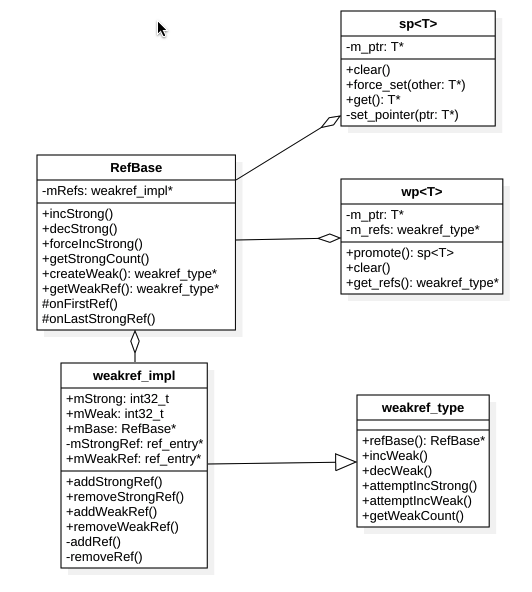 sp<T>
-m_ptr: T*
+clear()
+force_set(other: T*)
+get(): T*
-set_pointer(ptr: T*)
RefBase
-mRefs: weakref_impl*
+incStrong()
+decStrong()
+forceIncStrong()
+getStrongCount()
+createWeak(): weakref_type*
+getWeakRef(): weakref_type*
#onFirstRef()
#onLastStrongRef()
wp<T>
-m_ptr: T*
-m_refs: weakref_type*
+promote(): sp<T>
+clear()
+get_refs(): weakref_type*
weakref_impl
+mStrong: int32_t
+mWeak: int32_t
+mBase: RefBase*
-mStrongRef: ref_entry*
+mWeakRef: ref_entry*
+addStrongRef()
+removeStrongRef()
+addWeakRef()
+removeWeakRef()
-addRef()
-removeRef()
weakref_type
+refBase(): RefBase*
+incWeak()
+decWeak()
+attemptIncStrong()
+attemptIncWeak()
+getWeakCount()